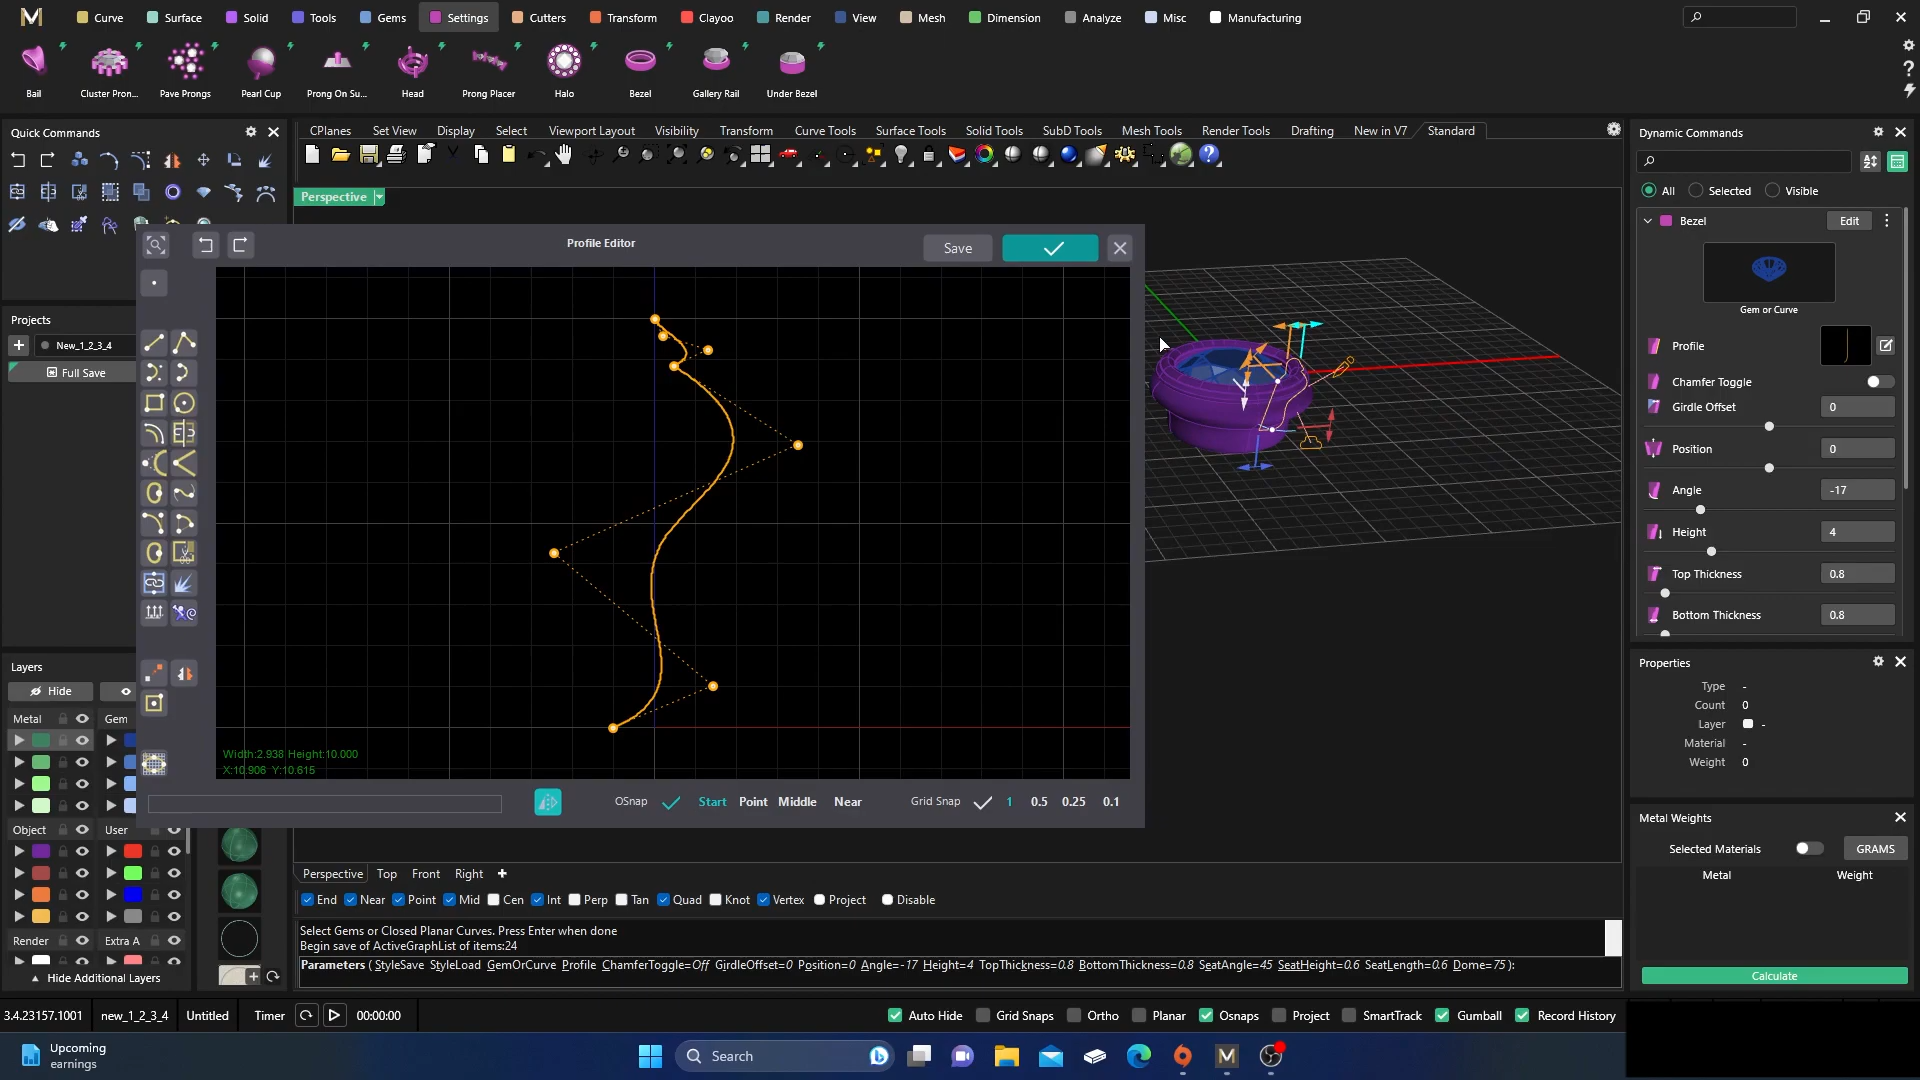 Curve Surface Solid Tools Gems Settings Cutters Transform Clayoo Render View Mesh Dimension Analyze Misc Manufacturing
Bail Cluster Pron... Pave Prongs Pearl Cup Prong On Su... Head Prong Placer Halo Bezel Gallery Rail Under Bezel
Quick Commands
CPlanes Set View Display Select Viewport Layout Visibility Transform Curve Tools Surface Tools Solid Tools SubD Tools Mesh Tools Render Tools Drafting New in V7 Standard
Perspective
Profile Editor
Save
Projects
New_1_2_3_4
Full Save
Layers
Hide
Metal Gem
Object User
Render Extra A
Hide Additional Layers
Width:2.938 Height:10.000
X:10.906 Y:10.615
OSnap Start Point Middle Near Grid Snap 1 0.5 0.25 0.1
Perspective Top Front Right
End Near Point Mid Cen Int Perp Tan Quad Knot Vertex Project Disable
Select Gems or Closed Planar Curves. Press Enter when done
Begin save of ActiveGraphList of items:24
Parameters ( StyleSave StyleLoad GemOrCurve Profile ChamferToggle=Off GirdleOffset=0 Position=0 Angle=-17 Height=4 TopThickness=0.8 BottomThickness=0.8 SeatAngle=45 SeatHeight=0.6 SeatLength=0.6 Dome=75 ):
Dynamic Commands
All Selected Visible
Bezel Edit
Gem or Curve
Profile
Chamfer Toggle
Girdle Offset 0
Position 0
Angle -17
Height 4
Top Thickness 0.8
Bottom Thickness 0.8
Properties
Type -
Count 0
Layer -
Material -
Weight 0
Metal Weights
Selected Materials GRAMS
Metal Weight
Calculate
3.4.23157.1001 new_1_2_3_4 Untitled Timer 00:00:00 Auto Hide Grid Snaps Ortho Planar Osnaps Project SmartTrack Gumball Record History
Upcoming
earnings
Search